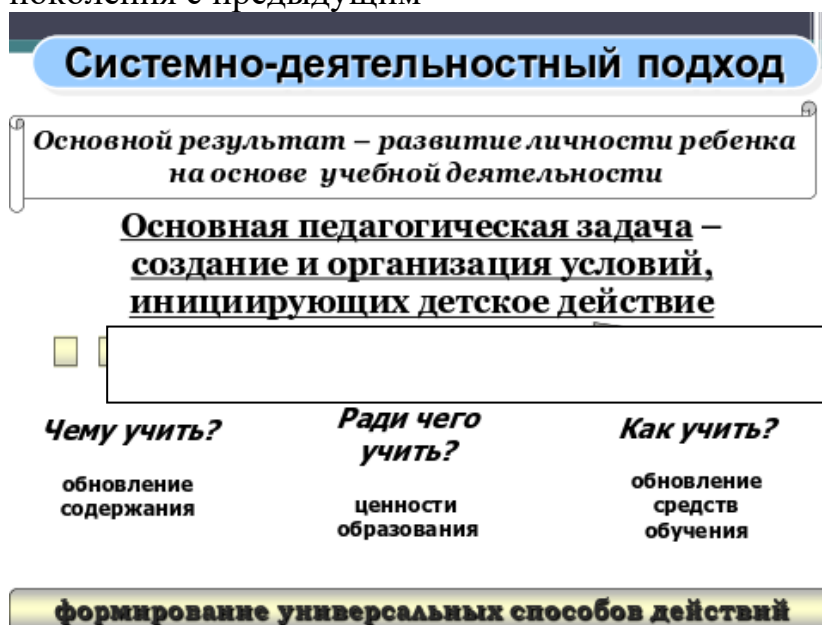 поколения с предыдущим
Системно-деятельностный подход
Основной результат – развитие личности ребенка
на основе учебной деятельности
Основная педагогическая задача –
создание и организация условий,
инициирующих детское действие
Чему учить?
обновление
содержания
Ради чего
учить?
ценности
образования
Как учить?
обновление
средств
обучения
формирование универсальных способов действий